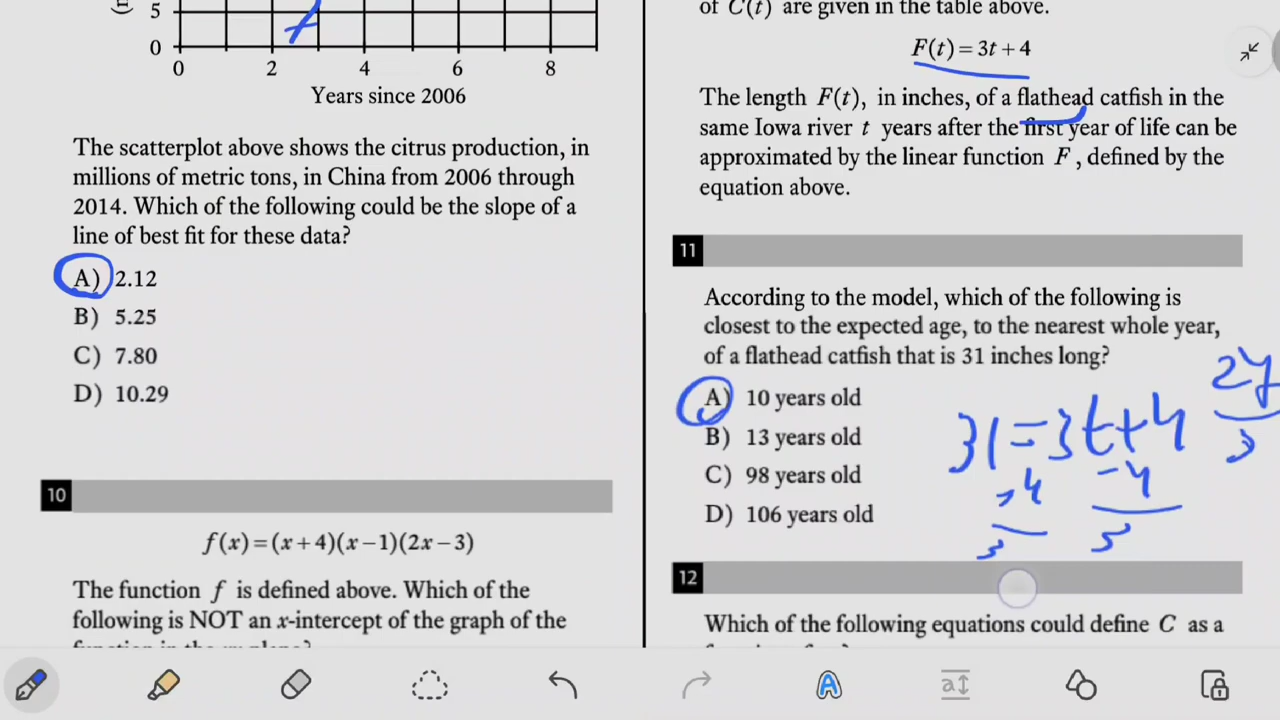 5
0
0 2 4 6 8
Years since 2006
The scatterplot above shows the citrus production, in
millions of metric tons, in China from 2006 through
2014. Which of the following could be the slope of a
line of best fit for these data?
A) 2.12
B) 5.25
C) 7.80
D) 10.29
10
f(x)=(x+4)(x−1)(2x−3)
The function f is defined above. Which of the
following is NOT an x-intercept of the graph of the
of C(t) are given in the table above.
F(t)=3t+4
The length F(t), in inches, of a flathead catfish in the
same Iowa river t years after the first year of life can be
approximated by the linear function F, defined by the
equation above.
11
According to the model, which of the following is
closest to the expected age, to the nearest whole year,
of a flathead catfish that is 31 inches long?
A) 10 years old
B) 13 years old
C) 98 years old
D) 106 years old
31=3t+4
-4
3
12
Which of the following equations could define C as a
A
a